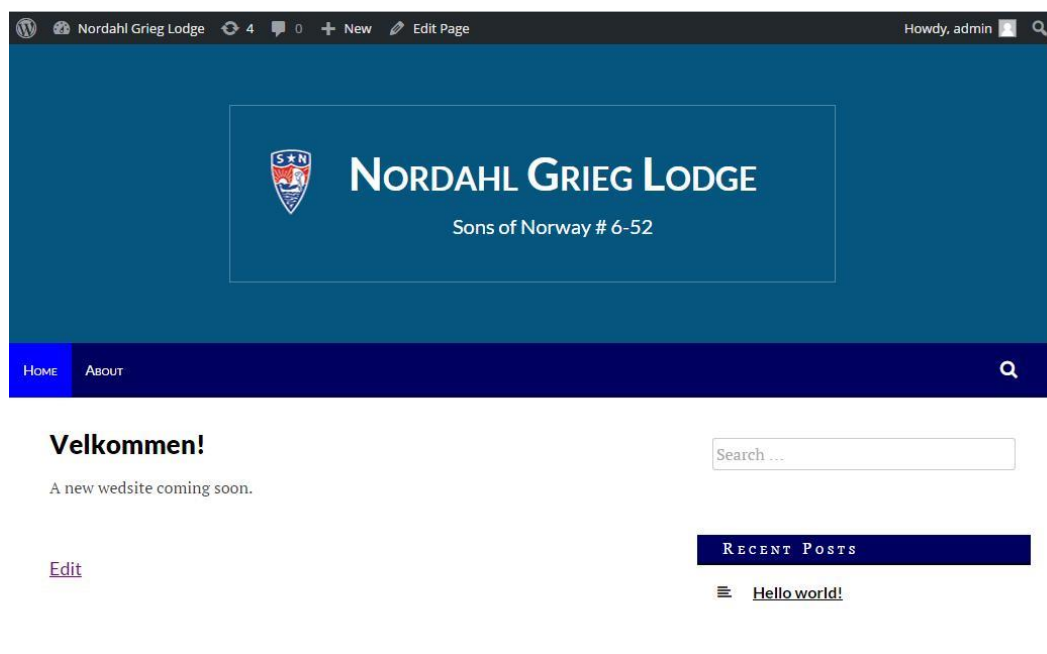 Nordahl Grieg Lodge 4 0 + New Edit Page Howdy, admin
S★N
Nordahl Grieg Lodge
Sons of Norway # 6-52
Home About
Velkommen!
Search ...
A new wedsite coming soon.
Recent Posts
Edit
Hello world!